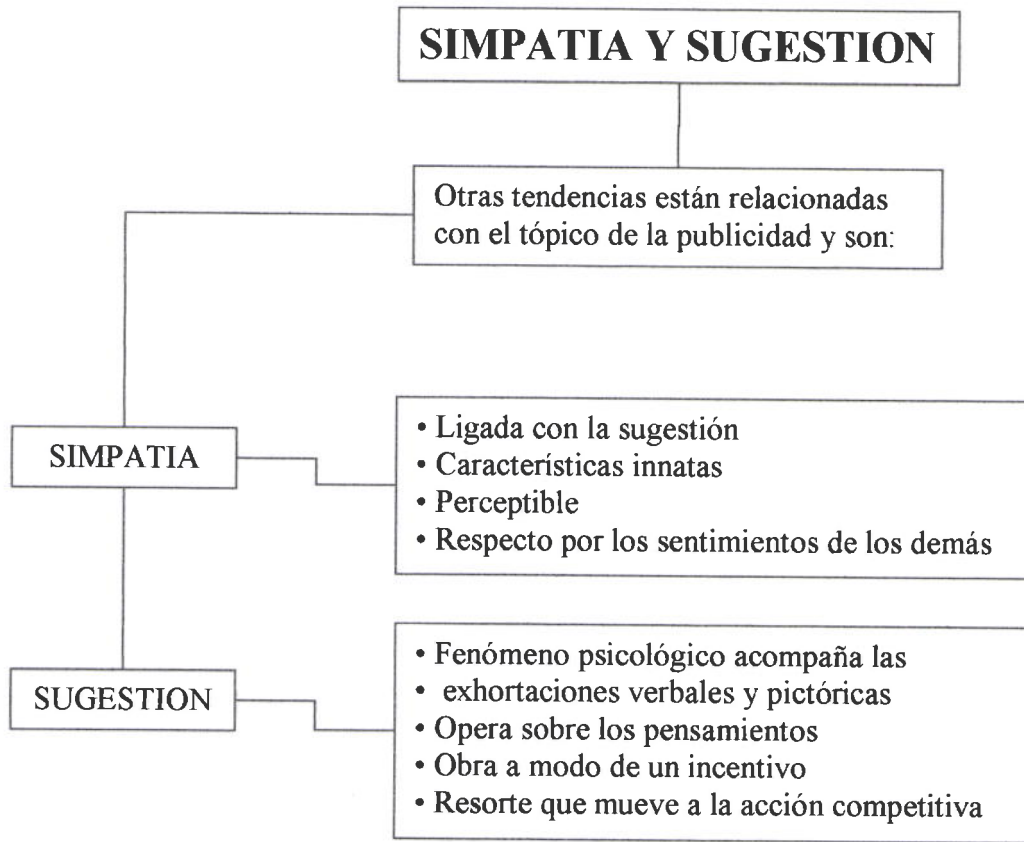 SIMPATIA Y SUGESTION
Otras tendencias están relacionadas
con el tópico de la publicidad y son:
SIMPATIA
• Ligada con la sugestión
• Características innatas
• Perceptible
• Respecto por los sentimientos de los demás
SUGESTION
• Fenómeno psicológico acompaña las
• exhortaciones verbales y pictóricas
• Opera sobre los pensamientos
• Obra a modo de un incentivo
• Resorte que mueve a la acción competitiva